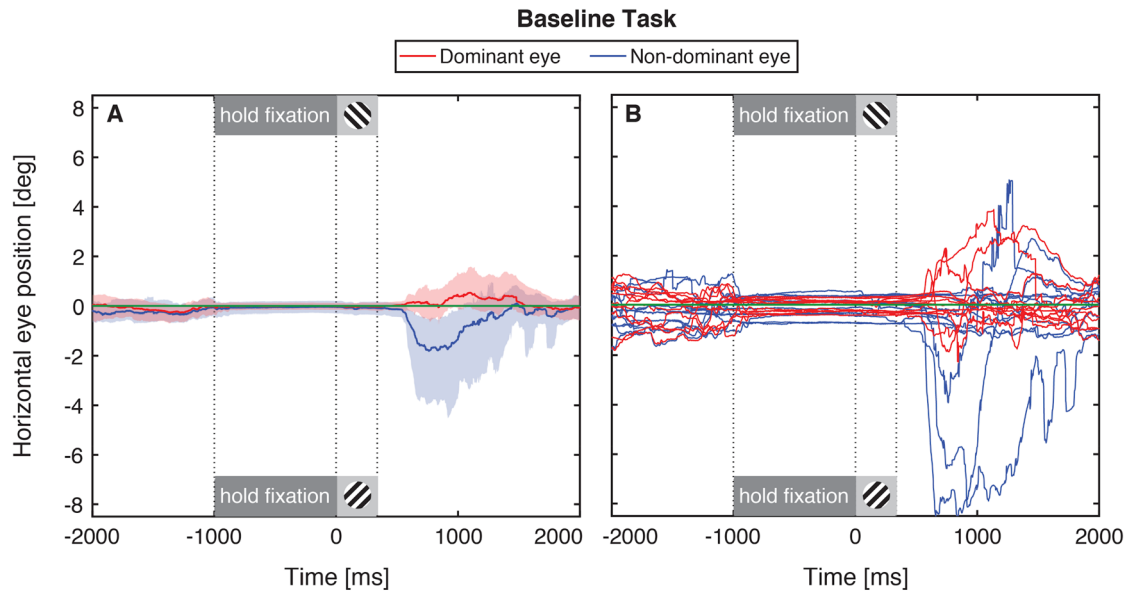 Baseline Task
Dominant eye
Non-dominant eye
A
hold fixation
B
hold fixation
Horizontal eye position [deg]
8
6
4
2
0
-2
-4
-6
-8
hold fixation
hold fixation
-2000
-1000
0
1000
2000
-2000
-1000
0
1000
2000
Time [ms]
Time [ms]